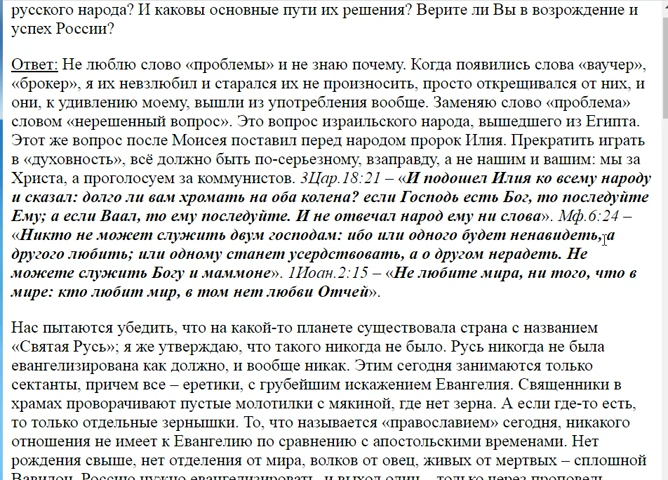 русского народа? И каковы основные пути их решения? Верите ли Вы в возрождение и
успех России?
Ответ: Не люблю слово «проблемы» и не знаю почему. Когда появились слова «ваучер»,
«брокер», я их невзлюбил и старался их не произносить, просто открещивался от них, и
они, к удивлению моему, вышли из употребления вообще. Заменяю слово «проблема»
словом «нерешенный вопрос». Это вопрос израильского народа, вышедшего из Египта.
Этот же вопрос после Моисея поставил перед народом пророк Илия. Прекратить играть
в «духовность», всё должно быть по-серьезному, взаправду, а не нашим и вашим: мы за
Христа, а проголосуем за коммунистов. 3Цар.18:21 – «И подошел Илия ко всему народу
и сказал: долго ли вам хромать на оба колена? если Господь есть Бог, то последуйте
Ему; а если Ваал, то ему последуйте. И не отвечал народ ему ни слова». Мф.6:24 –
«Никто не может служить двум господам: ибо или одного будет ненавидеть, а
другого любить; или одному станет усердствовать, а о другом нерадеть. Не
можете служить Богу и маммоне». 1Иоан.2:15 – «Не любите мира, ни того, что в
мире: кто любит мир, в том нет любви Отчей».
Нас пытаются убедить, что на какой-то планете существовала страна с названием
«Святая Русь»; я же утверждаю, что такого никогда не было. Русь никогда не была
евангелизирована как должно, и вообще никак. Этим сегодня занимаются только
сектанты, причем все – еретики, с грубейшим искажением Евангелия. Священники в
храмах проворачивают пустые молотилки с мякиной, где нет зерна. А если где-то есть,
то только отдельные зернышки. То, что называется «православием» сегодня, никакого
отношения не имеет к Евангелию по сравнению с апостольскими временами. Нет
рождения свыше, нет отделения от мира, волков от овец, живых от мертвых – сплошной
Вавилон. Россию нужно евангелизировать, и выход один – только через проповедь